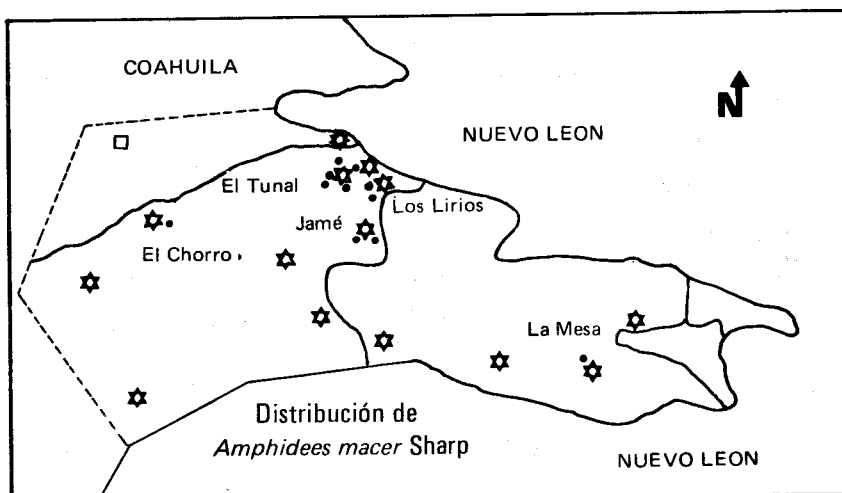 COAHUILA
N
NUEVO LEON
El Tunal
Los Lirios
Jamé
El Chorro
La Mesa
Distribución de
Amphidees macer Sharp
NUEVO LEON